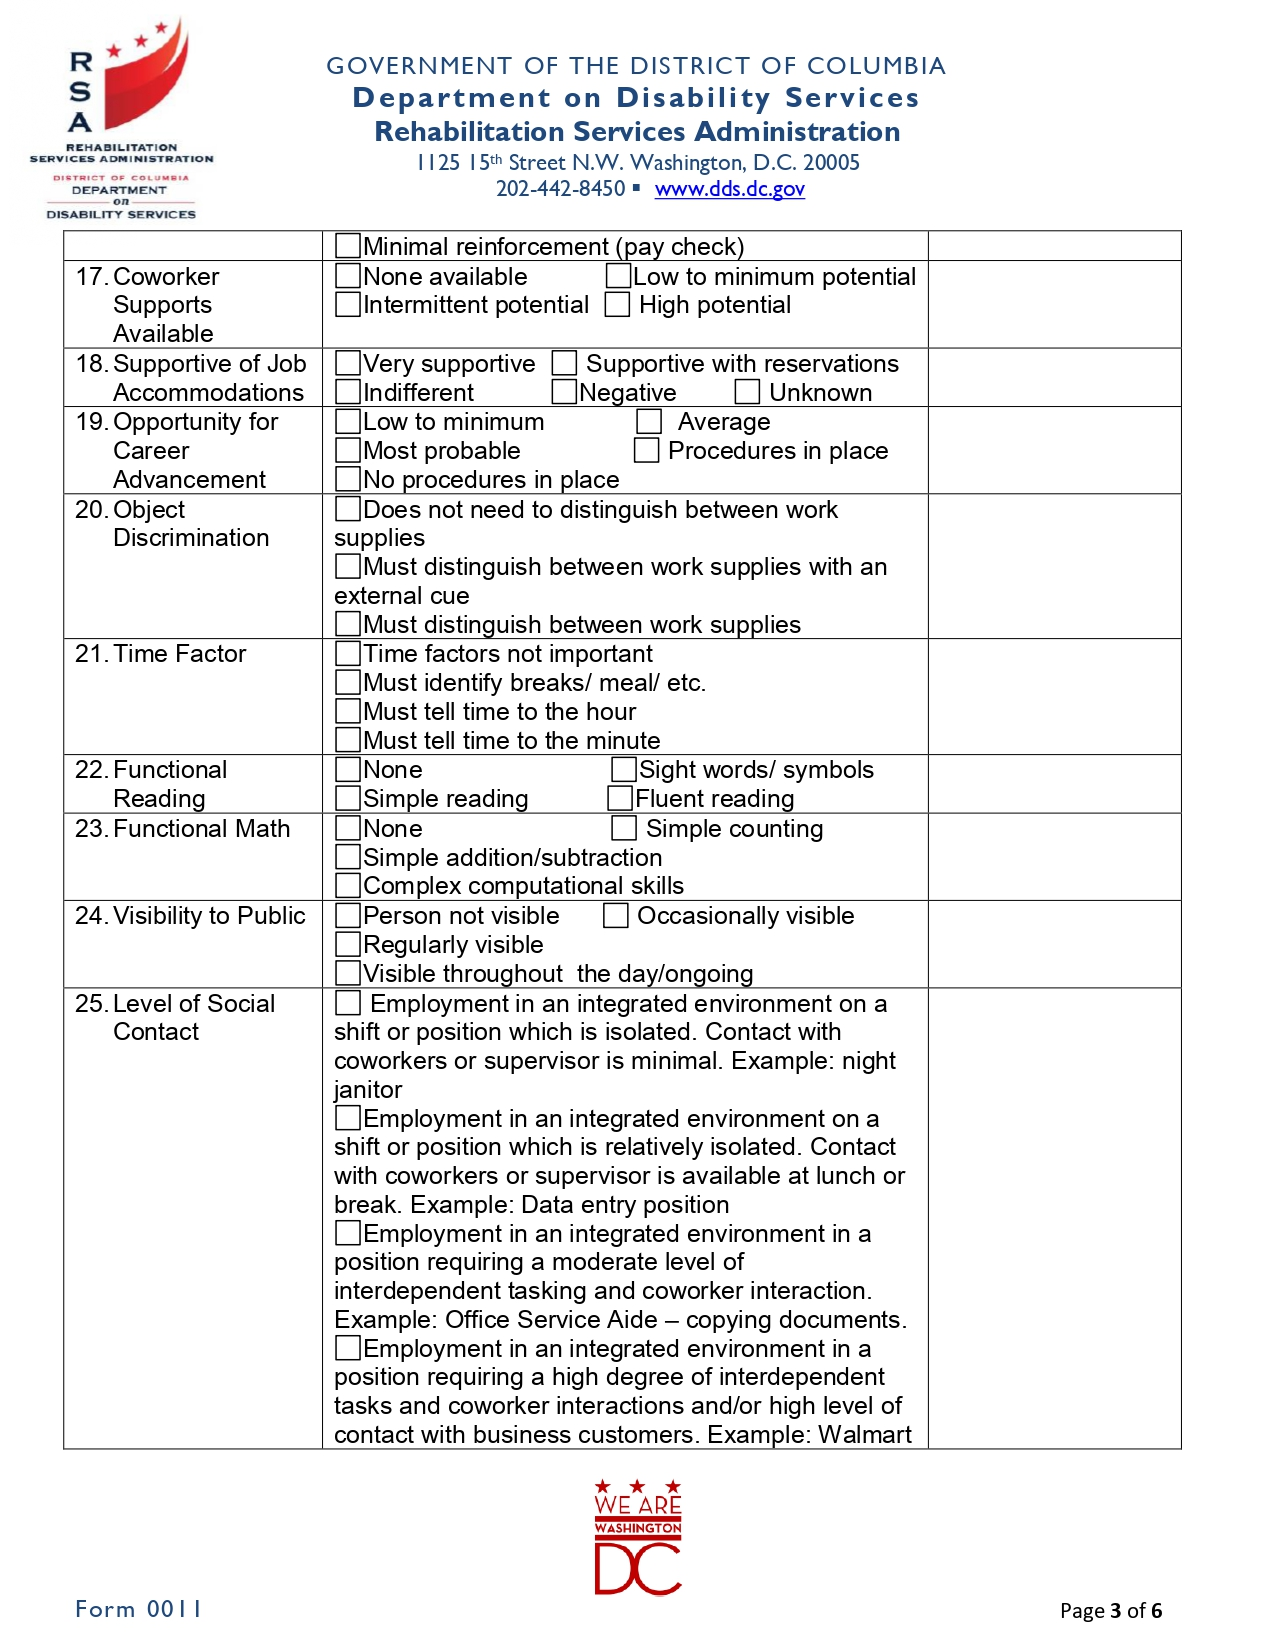 R
S
A
REHABILITATION
SERVICES ADMINISTRATION
DISTRICT OF COLUMBIA
DEPARTMENT
on
DISABILITY SERVICES
GOVERNMENT OF THE DISTRICT OF COLUMBIA
Department on Disability Services
Rehabilitation Services Administration
1125 15th Street N.W. Washington, D.C. 20005
202-442-8450 ▪ www.dds.dc.gov
☐Minimal reinforcement (pay check)
17. Coworker Supports Available
☐None available ☐Low to minimum potential
☐Intermittent potential ☐ High potential
18. Supportive of Job Accommodations
☐Very supportive ☐ Supportive with reservations
☐Indifferent ☐Negative ☐ Unknown
19. Opportunity for Career Advancement
☐Low to minimum ☐ Average
☐Most probable ☐ Procedures in place
☐No procedures in place
20. Object Discrimination
☐Does not need to distinguish between work
supplies
☐Must distinguish between work supplies with an
external cue
☐Must distinguish between work supplies
21. Time Factor
☐Time factors not important
☐Must identify breaks/ meal/ etc.
☐Must tell time to the hour
☐Must tell time to the minute
22. Functional Reading
☐None ☐Sight words/ symbols
☐Simple reading ☐Fluent reading
23. Functional Math
☐None ☐ Simple counting
☐Simple addition/subtraction
☐Complex computational skills
24. Visibility to Public
☐Person not visible ☐ Occasionally visible
☐Regularly visible
☐Visible throughout the day/ongoing
25. Level of Social Contact
☐ Employment in an integrated environment on a
shift or position which is isolated. Contact with
coworkers or supervisor is minimal. Example: night
janitor
☐Employment in an integrated environment on a
shift or position which is relatively isolated. Contact
with coworkers or supervisor is available at lunch or
break. Example: Data entry position
☐Employment in an integrated environment in a
position requiring a moderate level of
interdependent tasking and coworker interaction.
Example: Office Service Aide – copying documents.
☐Employment in an integrated environment in a
position requiring a high degree of interdependent
tasks and coworker interactions and/or high level of
contact with business customers. Example: Walmart
WE ARE
WASHINGTON
DC
Form 0011
Page 3 of 6